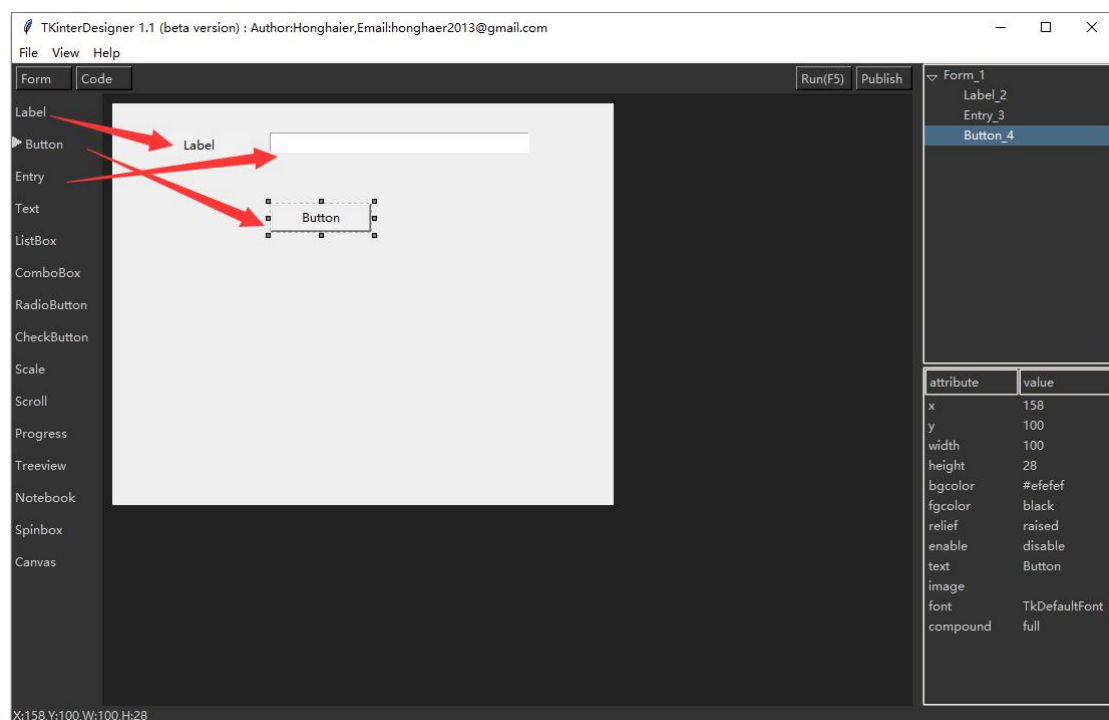 TKinterDesigner 1.1 (beta version) : Author:Honghaier,Email:honghaer2013@gmail.com
File View Help
Form Code Run(F5) Publish
Label
Button
Entry
Text
ListBox
ComboBox
RadioButton
CheckButton
Scale
Scroll
Progress
Treeview
Notebook
Spinbox
Canvas
Label
Button
Form_1
Label_2
Entry_3
Button_4
attribute value
x 158
y 100
width 100
height 28
bgcolor #efefef
fgcolor black
relief raised
enable disable
text Button
image
font TkDefaultFont
compound full
X:158,Y:100,W:100,H:28